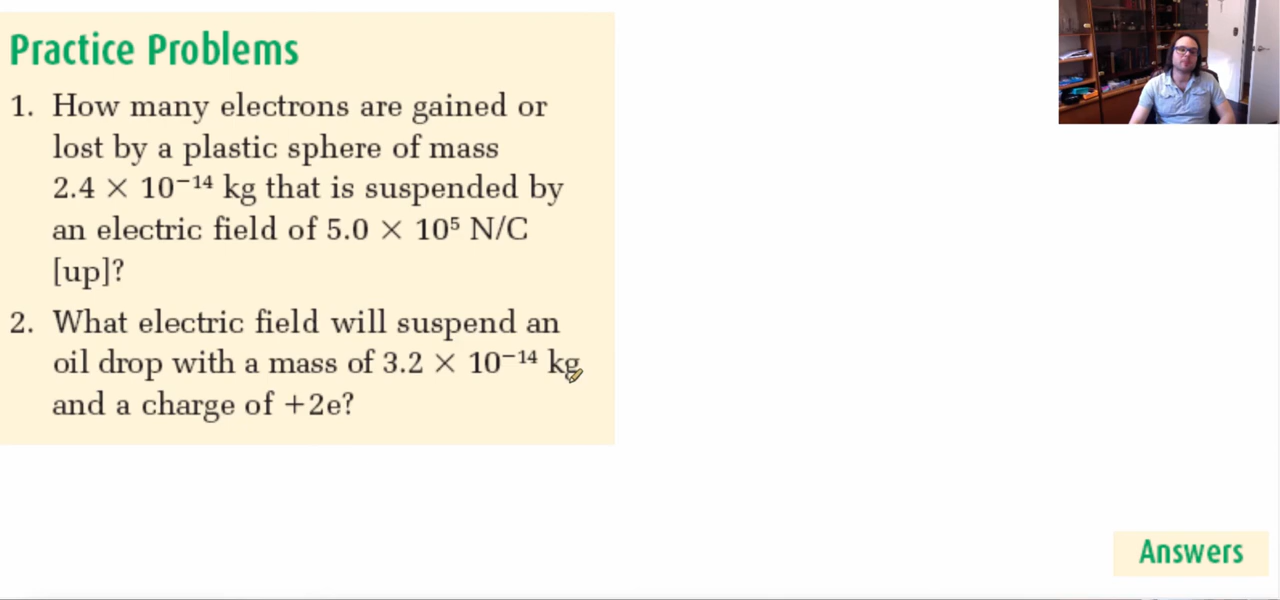 Practice Problems
1. How many electrons are gained or
lost by a plastic sphere of mass
2.4 × 10⁻¹⁴ kg that is suspended by
an electric field of 5.0 × 10⁵ N/C
[up]?
2. What electric field will suspend an
oil drop with a mass of 3.2 × 10⁻¹⁴ kg
and a charge of +2e?
Answers